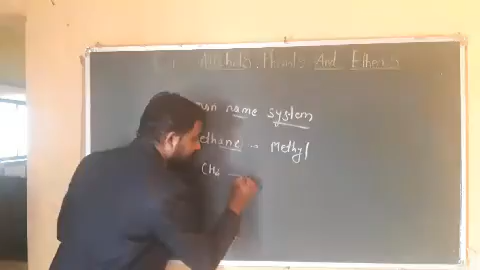 Alcohols, Phenols And Ethers
name system
ethane → Methyl
CH4 —